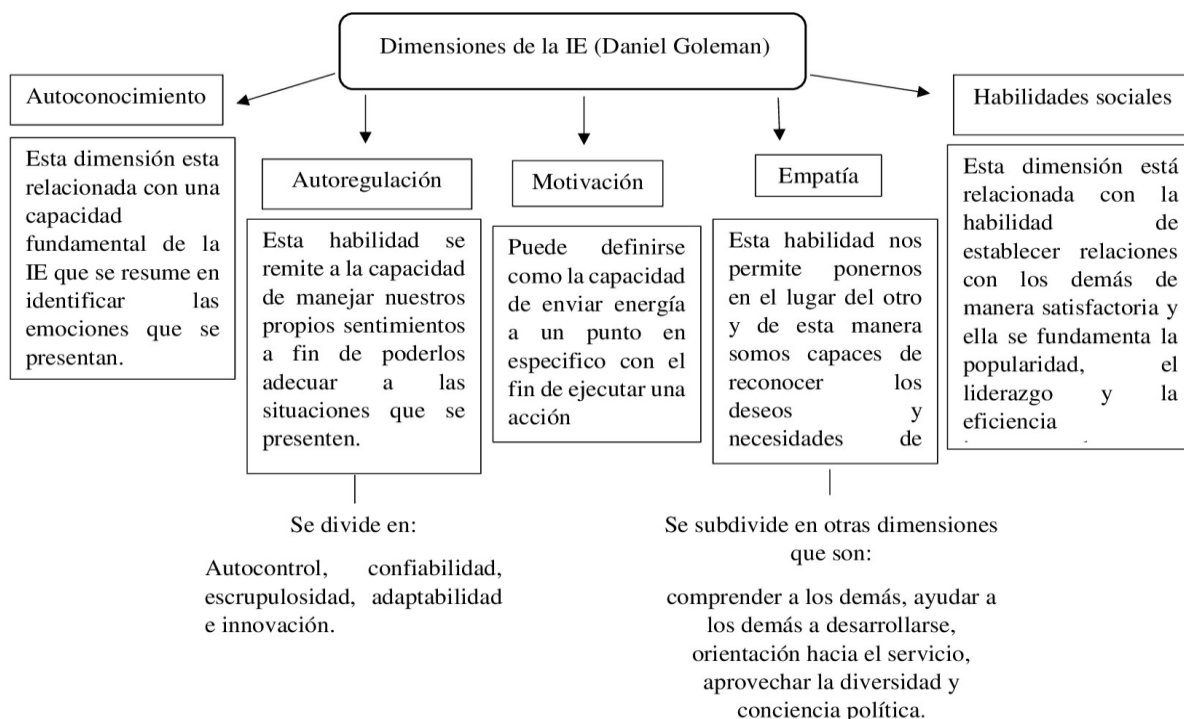 Dimensiones de la IE (Daniel Goleman)
Autoconocimiento
Esta dimensión esta
relacionada con una
capacidad
fundamental de la
IE que se resume en
identificar las
emociones que se
presentan.
Autoregulación
Esta habilidad se
remite a la capacidad
de manejar nuestros
propios sentimientos
a fin de poderlos
adecuar a las
situaciones que se
presenten.
Se divide en:
Autocontrol, confiabilidad,
escrupulosidad, adaptabilidad
e innovación.
Motivación
Puede definirse
como la capacidad
de enviar energía
a un punto en
especifico con el
fin de ejecutar una
acción
Empatía
Esta habilidad nos
permite ponernos
en el lugar del otro
y de esta manera
somos capaces de
reconocer los
deseos y
necesidades de
Se subdivide en otras dimensiones
que son:
comprender a los demás, ayudar a
los demás a desarrollarse,
orientación hacia el servicio,
aprovechar la diversidad y
conciencia política.
Habilidades sociales
Esta dimensión está
relacionada con la
habilidad de
establecer relaciones
con los demás de
manera satisfactoria y
ella se fundamenta la
popularidad, el
liderazgo y la
eficiencia